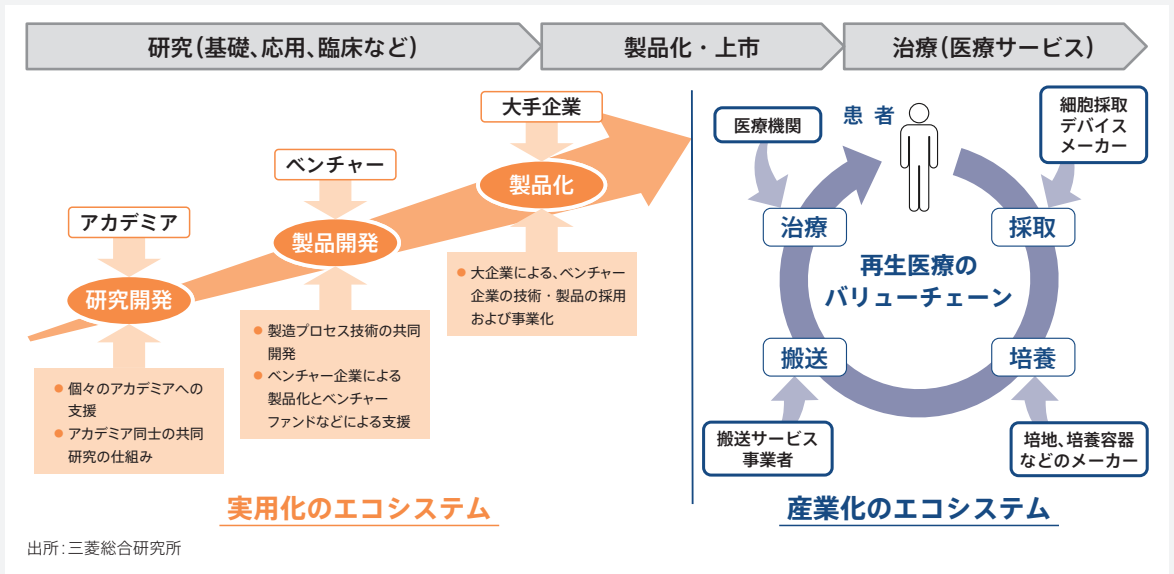 研究(基礎、応用、臨床など)
製品化・上市
治療(医療サービス)
アカデミア
研究開発
● 個々のアカデミアへの
支援
● アカデミア同士の共同
研究の仕組み
ベンチャー
製品開発
● 製造プロセス技術の共同
開発
● ベンチャー企業による
製品化とベンチャー
ファンドなどによる支援
大手企業
製品化
● 大企業による、ベンチャー
企業の技術・製品の採用
および事業化
実用化のエコシステム
患 者
医療機関
細胞採取
デバイス
メーカー
治療
採取
再生医療の
バリューチェーン
搬送
培養
搬送サービス
事業者
培地、培養容器
などのメーカー
産業化のエコシステム
出所:三菱総合研究所